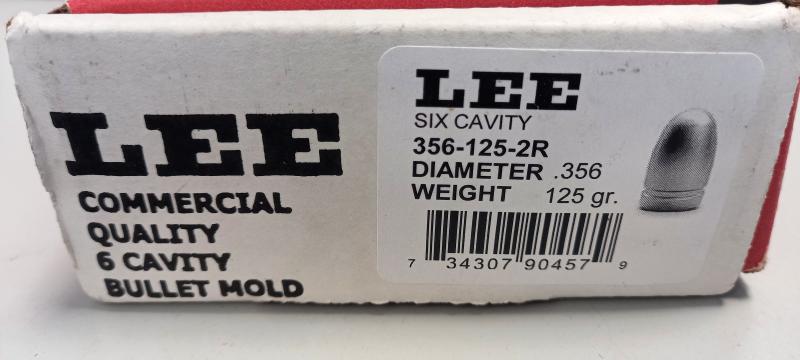 LEE
COMMERCIAL
QUALITY
6 CAVITY
BULLET MOLD
LEE
SIX CAVITY
356-125-2R
DIAMETER .356
WEIGHT 125 gr.
7 34307 90457 9